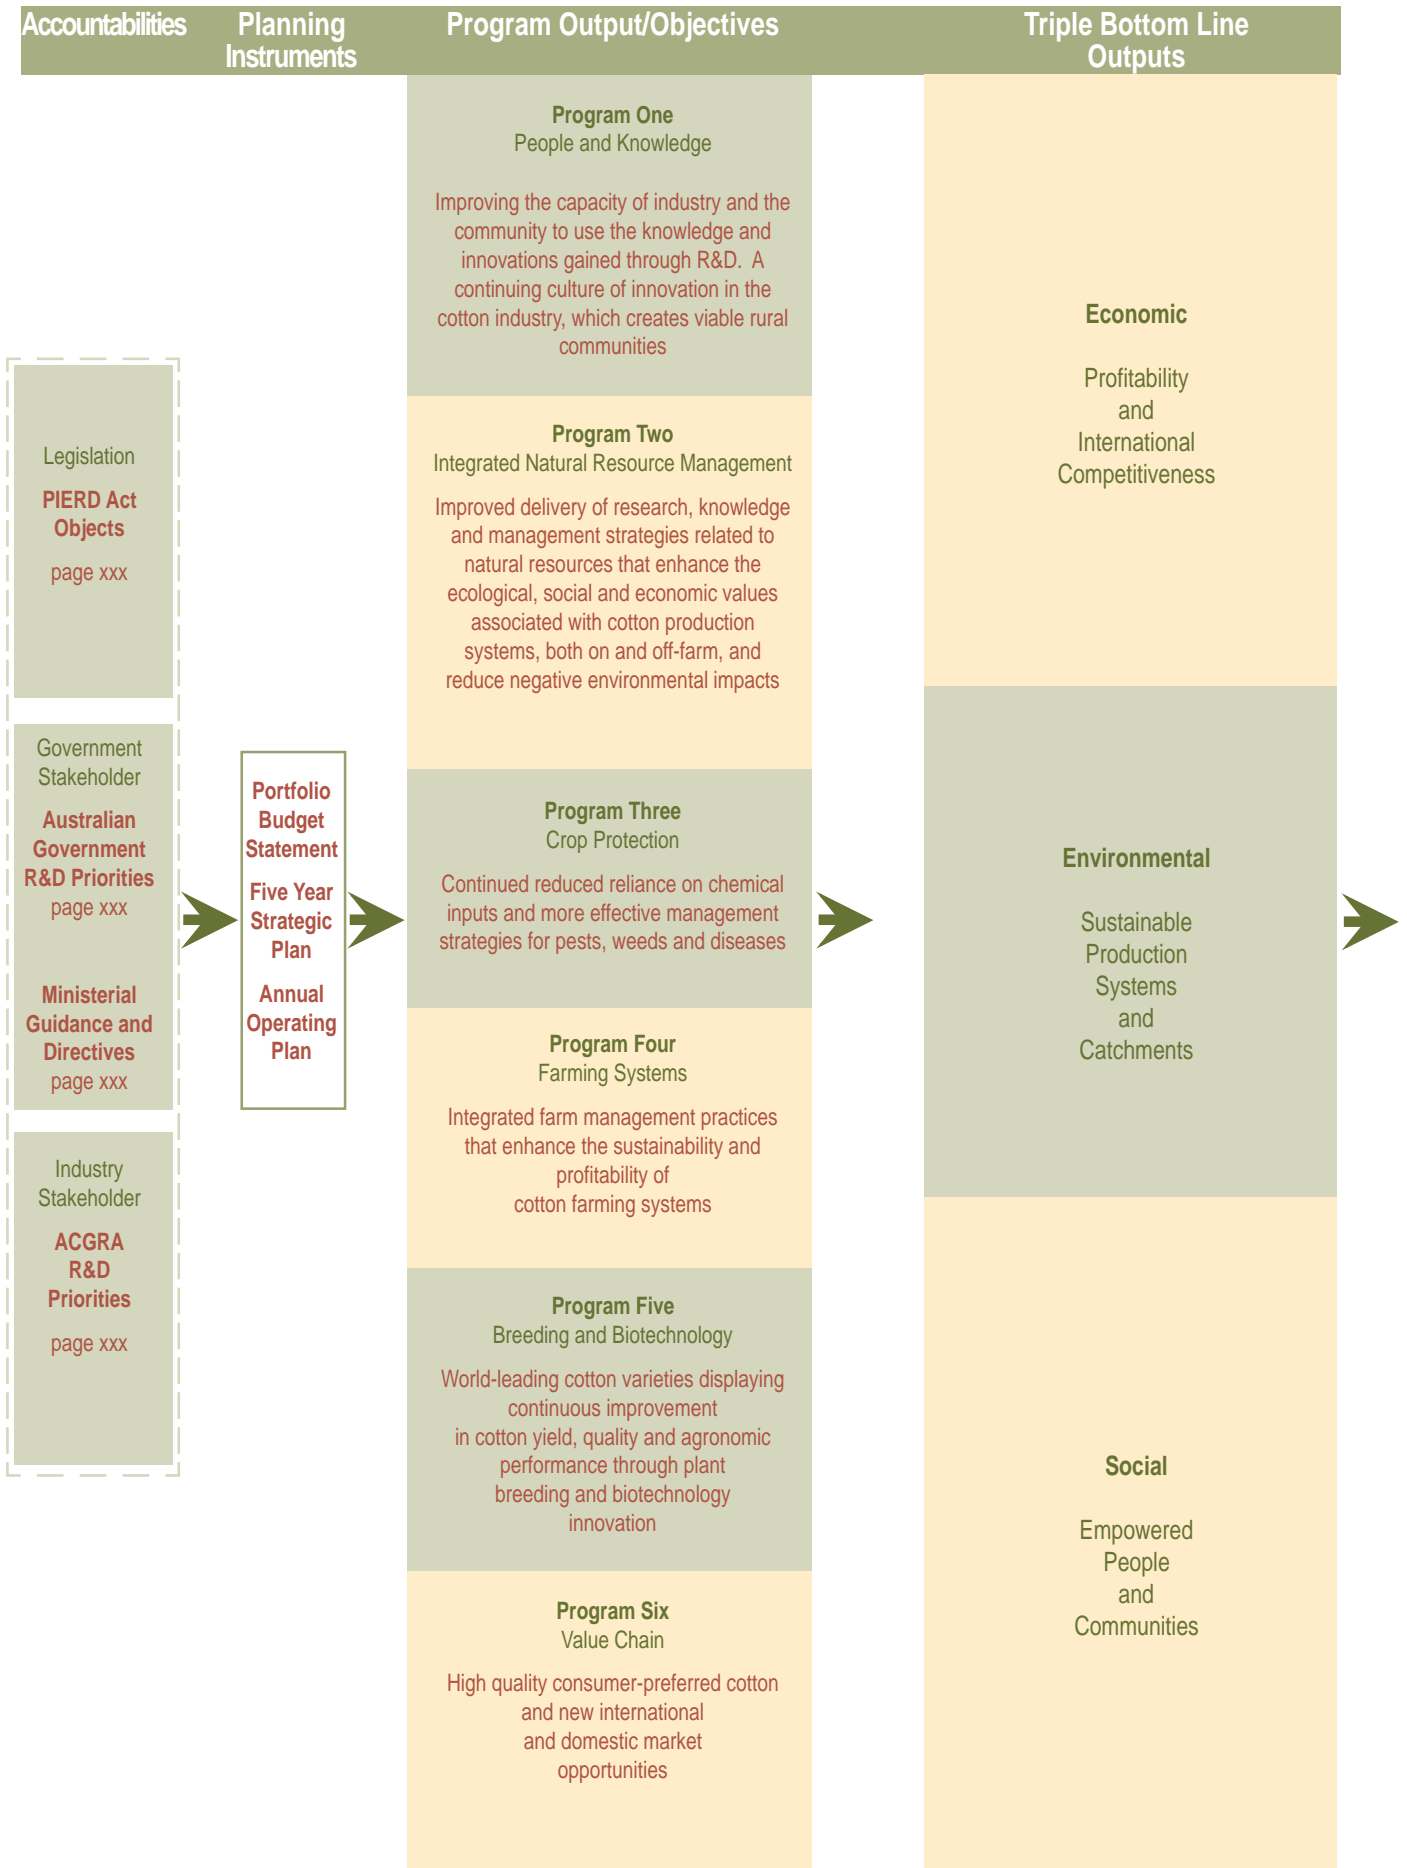 Accountabilities
Planning
Instruments
Program Output/Objectives
Triple Bottom Line
Outputs
Legislation
PIERD Act
Objects
page xxx
Government
Stakeholder
Australian
Government
R&D Priorities
page xxx
Ministerial
Guidance and
Directives
page xxx
Industry
Stakeholder
ACGRA
R&D
Priorities
page xxx
Portfolio
Budget
Statement
Five Year
Strategic
Plan
Annual
Operating
Plan
Program One
People and Knowledge
Improving the capacity of industry and the
community to use the knowledge and
innovations gained through R&D.  A
continuing culture of innovation in the
cotton industry, which creates viable rural
communities
Program Two
Integrated Natural Resource Management
Improved delivery of research, knowledge
and management strategies related to
natural resources that enhance the
ecological, social and economic values
associated with cotton production
systems, both on and off-farm, and
reduce negative environmental impacts
Program Three
Crop Protection
Continued reduced reliance on chemical
inputs and more effective management
strategies for pests, weeds and diseases
Program Four
Farming Systems
Integrated farm management practices
that enhance the sustainability and
profitability of
cotton farming systems
Program Five
Breeding and Biotechnology
World-leading cotton varieties displaying
continuous improvement
in cotton yield, quality and agronomic
performance through plant
breeding and biotechnology
innovation
Program Six
Value Chain
High quality consumer-preferred cotton
and new international
and domestic market
opportunities
Economic
Profitability
and
International
Competitiveness
Environmental
Sustainable
Production
Systems
and
Catchments
Social
Empowered
People
and
Communities